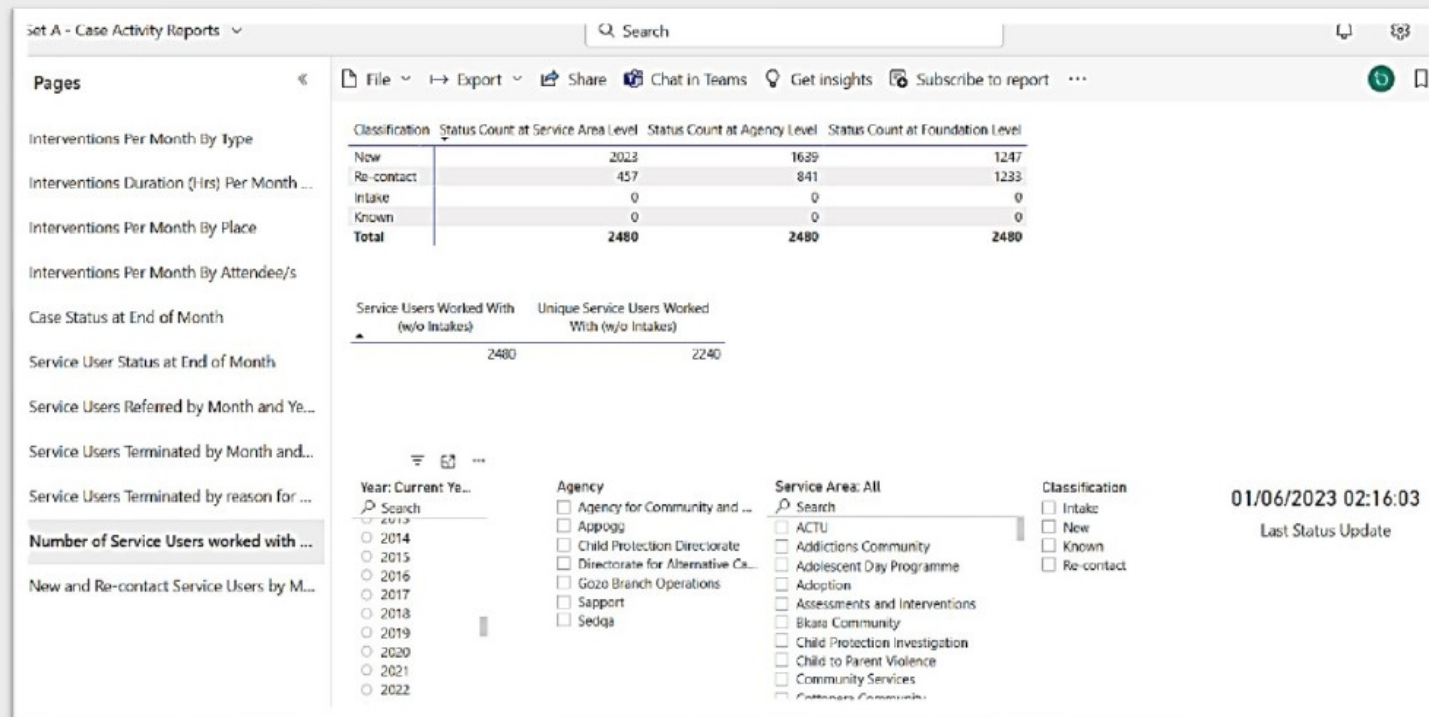 Set A - Case Activity Reports
Search
Pages
File Export Share Chat in Teams Get insights Subscribe to report ...
Interventions Per Month By Type
Interventions Duration (Hrs) Per Month ...
Interventions Per Month By Place
Interventions Per Month By Attendee/s
Case Status at End of Month
Service User Status at End of Month
Service Users Referred by Month and Ye...
Service Users Terminated by Month and...
Service Users Terminated by reason for ...
Number of Service Users worked with ...
New and Re-contact Service Users by M...
Classification Status Count at Service Area Level Status Count at Agency Level Status Count at Foundation Level
New 2023 1639 1247
Re-contact 457 841 1233
Intake 0 0 0
Known 0 0 0
Total 2480 2480 2480
Service Users Worked With (w/o Intakes) Unique Service Users Worked With (w/o Intakes)
2480 2240
Year: Current Ye...
Search
2013
2014
2015
2016
2017
2018
2019
2020
2021
2022
Agency
Agency for Community and ...
Appogg
Child Protection Directorate
Directorate for Alternative Ca...
Gozo Branch Operations
Sapport
Sedqa
Service Area: All
Search
ACTU
Addictions Community
Adolescent Day Programme
Adoption
Assessments and Interventions
Bkara Community
Child Protection Investigation
Child to Parent Violence
Community Services
Cottonera Community
Classification
Intake
New
Known
Re-contact
01/06/2023 02:16:03
Last Status Update